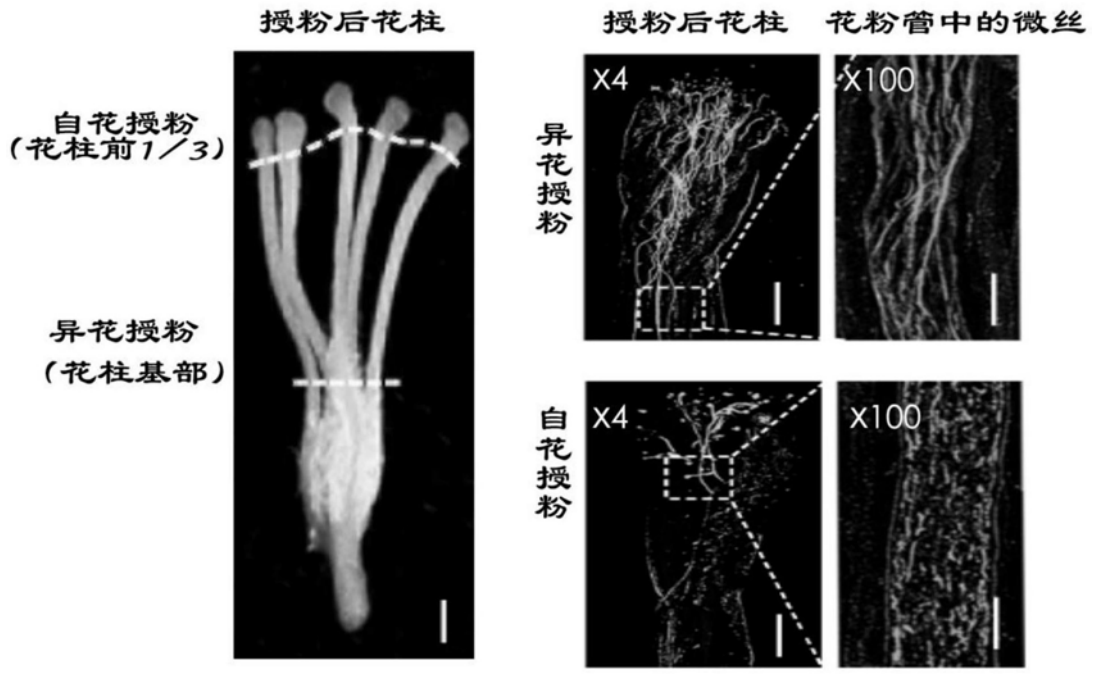 授粉后花柱
自花授粉
(花柱前1/3)
异花授粉
(花柱基部)
授粉后花柱
花粉管中的微丝
异花授粉
X4
X100
自花授粉
X4
X100